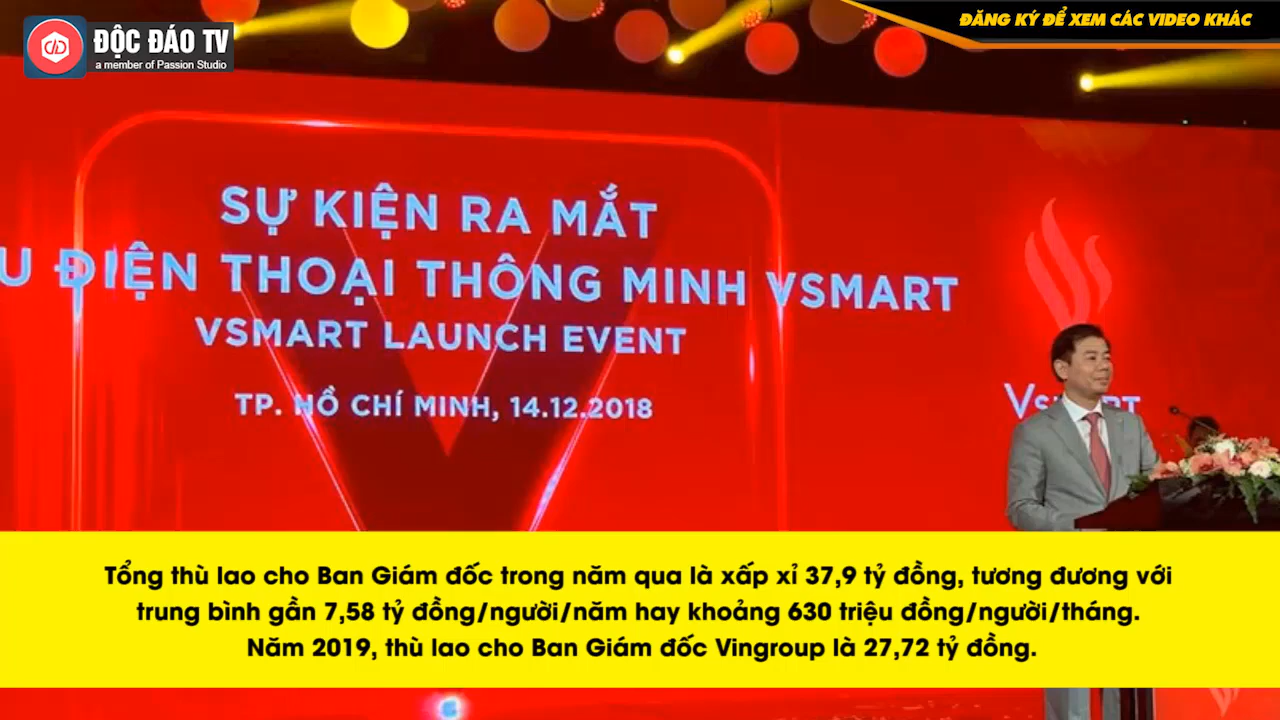 ĐỘC ĐÁO TV
a member of Passion Studio
ĐĂNG KÝ ĐỂ XEM CÁC VIDEO KHÁC
SỰ KIỆN RA MẮT
U ĐIỆN THOẠI THÔNG MINH VSMART
VSMART LAUNCH EVENT
TP. HỒ CHÍ MINH, 14.12.2018
VSMART
Tổng thù lao cho Ban Giám đốc trong năm qua là xấp xỉ 37,9 tỷ đồng, tương đương với
trung bình gần 7,58 tỷ đồng/người/năm hay khoảng 630 triệu đồng/người/tháng.
Năm 2019, thù lao cho Ban Giám đốc Vingroup là 27,72 tỷ đồng.